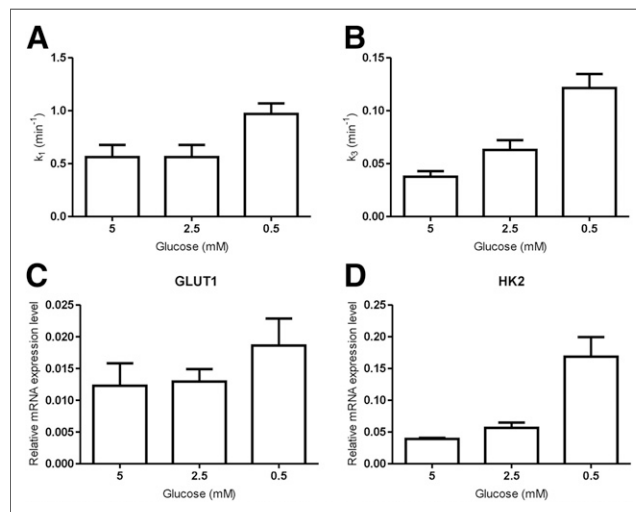 A
k₁ (min⁻¹)
1.5
1.0
0.5
0.0
5
2.5
0.5
Glucose (mM)
B
k₃ (min⁻¹)
0.15
0.10
0.05
0.00
5
2.5
0.5
Glucose (mM)
C
GLUT1
Relative mRNA expression level
0.025
0.020
0.015
0.010
0.005
0.000
5
2.5
0.5
Glucose (mM)
D
HK2
Relative mRNA expression level
0.25
0.20
0.15
0.10
0.05
0.00
5
2.5
0.5
Glucose (mM)